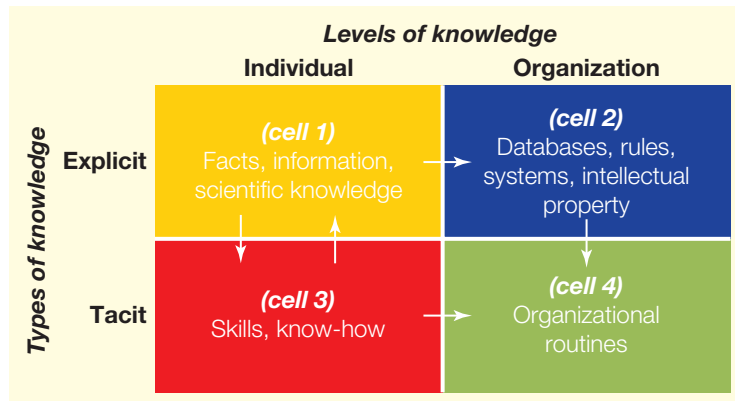 Levels of knowledge
Individual
Organization
Types of knowledge
Explicit
(cell 1)
Facts, information,
scientific knowledge
(cell 2)
Databases, rules,
systems, intellectual
property
Tacit
(cell 3)
Skills, know-how
(cell 4)
Organizational
routines